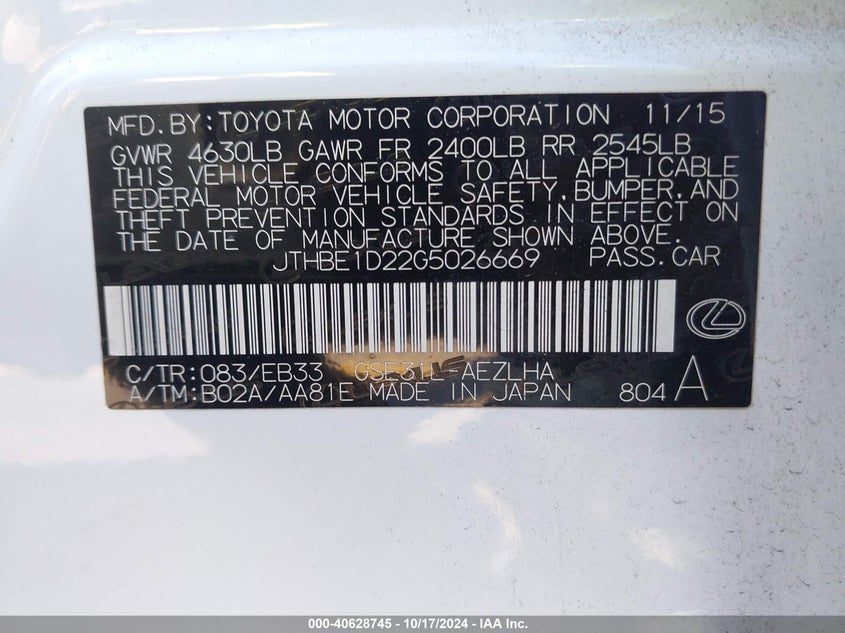 MFD.BY:TOYOTA MOTOR CORPORATION 11/15
GVWR 4630LB GAWR FR 2400LB RR 2545LB
THIS VEHICLE CONFORMS TO ALL APPLICABLE
FEDERAL MOTOR VEHICLE SAFETY,BUMPER,AND
THEFT PREVENTION STANDARDS IN EFFECT ON
THE DATE OF MANUFACTURE SHOWN ABOVE.
JTHBE1D22G5026669 PASS.CAR
C/TR:083/EB33 GSE31L-AEZLHA
A/TM:B02A/AA81E MADE IN JAPAN 804 A
000-40628745 - 10/17/2024 - IAA Inc.